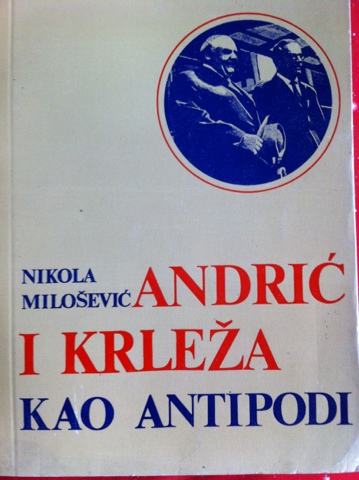 NIKOLA
MILOŠEVIĆ ANDRIĆ
I KRLEŽA
KAO ANTIPODI